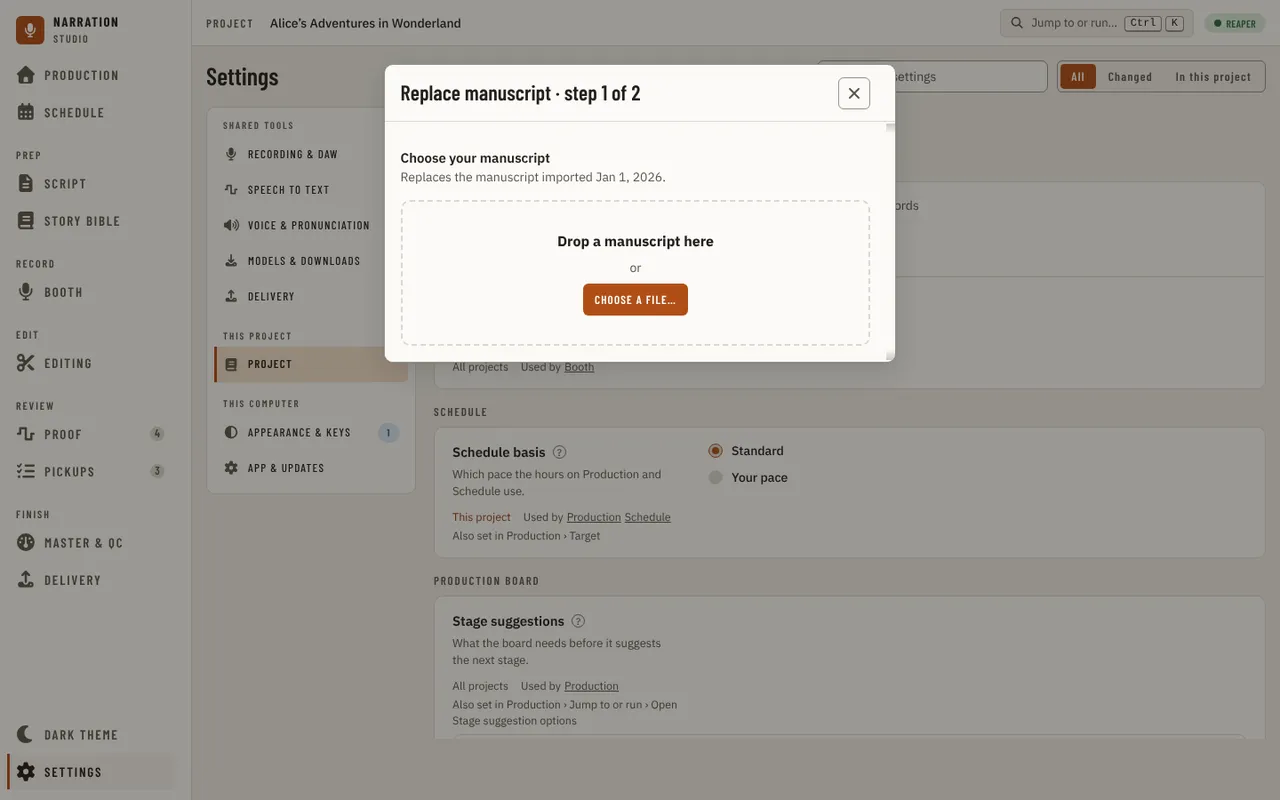 NARRATION
STUDIO
PRODUCTION
SCHEDULE
PREP
SCRIPT
STORY BIBLE
RECORD
BOOTH
EDIT
EDITING
REVIEW
PROOF 4
PICKUPS 3
FINISH
MASTER & QC
DELIVERY
DARK THEME
SETTINGS
PROJECT Alice's Adventures in Wonderland
Jump to or run... Ctrl K
REAPER
Settings
settings
All Changed In this project
SHARED TOOLS
RECORDING & DAW
SPEECH TO TEXT
VOICE & PRONUNCIATION
MODELS & DOWNLOADS
DELIVERY
THIS PROJECT
PROJECT
THIS COMPUTER
APPEARANCE & KEYS 1
APP & UPDATES
Replace manuscript · step 1 of 2
Choose your manuscript
Replaces the manuscript imported Jan 1, 2026.
Drop a manuscript here
or
CHOOSE A FILE...
All projects Used by Booth
SCHEDULE
Schedule basis ?
Which pace the hours on Production and
Schedule use.
This project Used by Production Schedule
Also set in Production › Target
Standard
Your pace
PRODUCTION BOARD
Stage suggestions ?
What the board needs before it suggests
the next stage.
All projects Used by Production
Also set in Production › Jump to or run › Open
Stage suggestion options